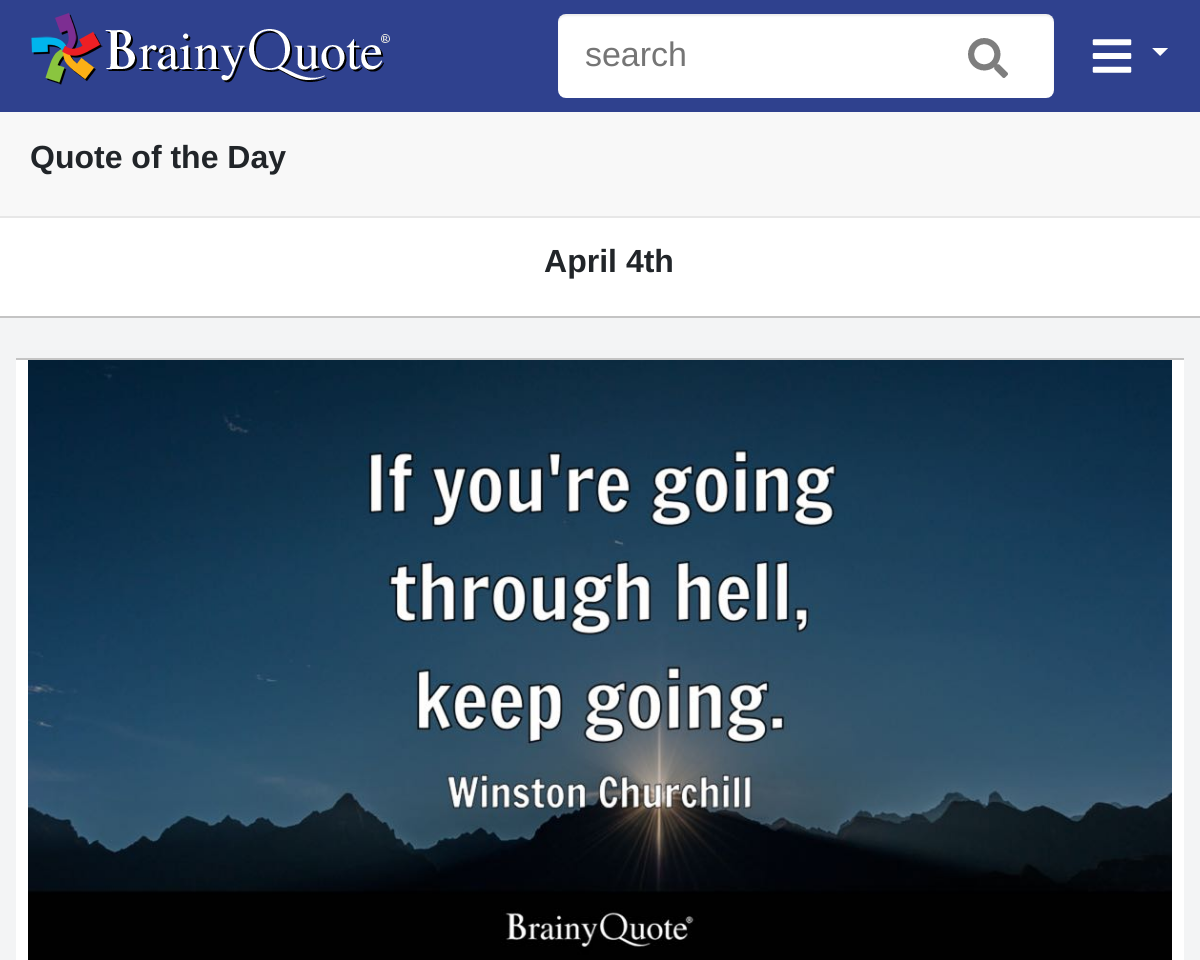 BrainyQuote®
search
Quote of the Day
April 4th
If you're going
through hell,
keep going.
Winston Churchill
BrainyQuote®